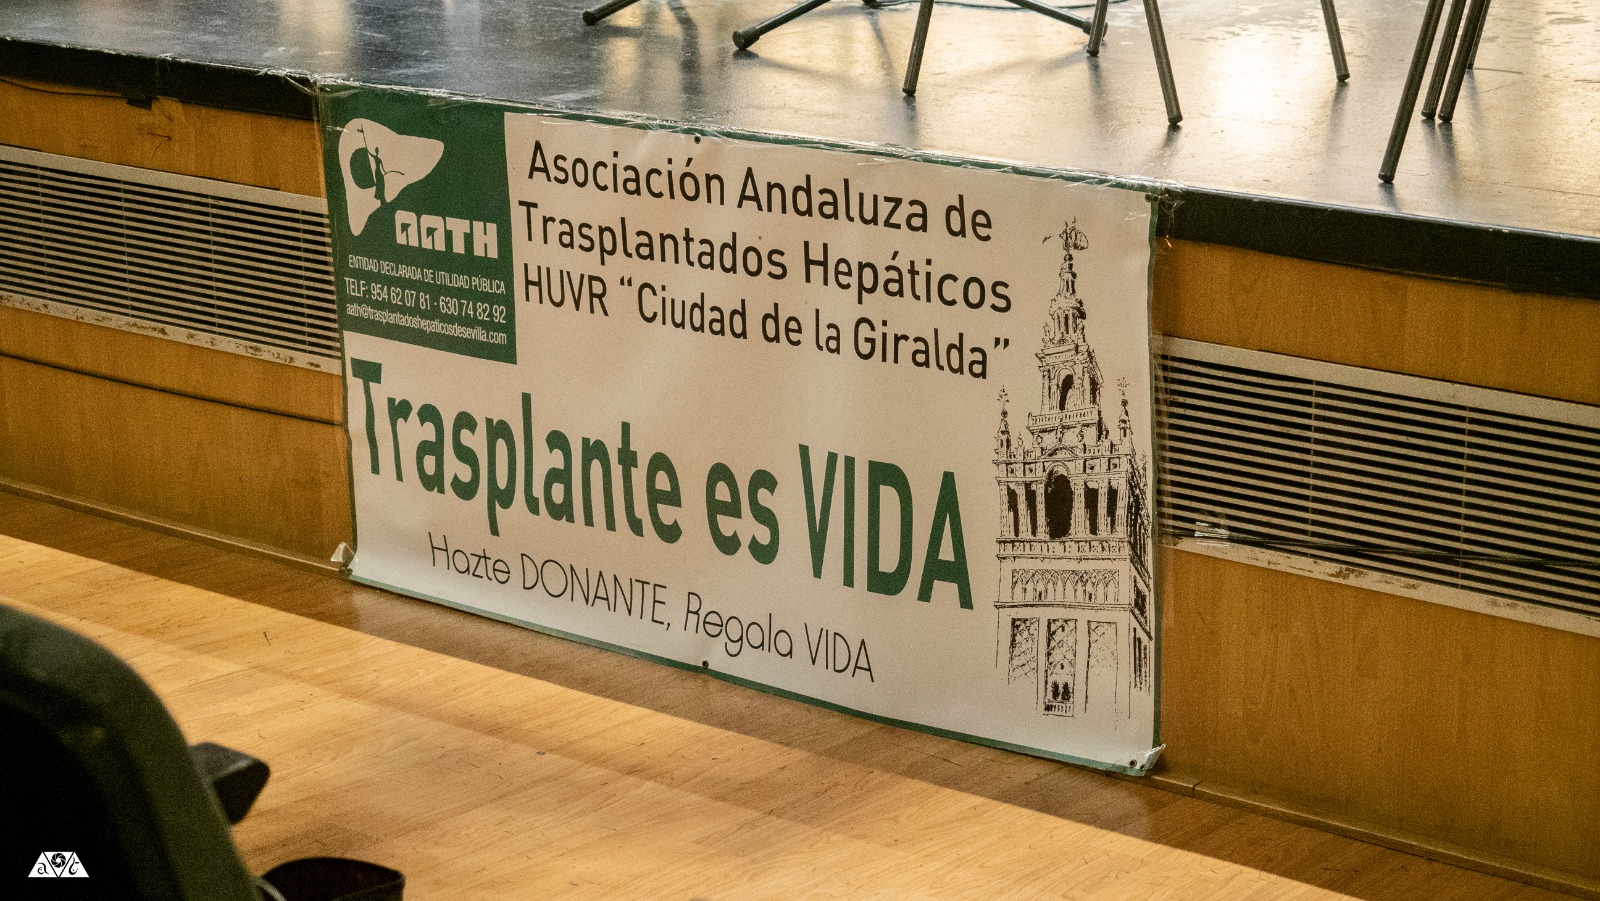 AATH
ENTIDAD DECLARADA DE UTILIDAD PÚBLICA
TELF: 954 62 07 81 · 630 74 82 92
aath@trasplantadoshepaticosdesevilla.com
Asociación Andaluza de
Trasplantados Hepáticos
HUVR “Ciudad de la Giralda”
Trasplante es VIDA
Hazte DONANTE, Regala VIDA